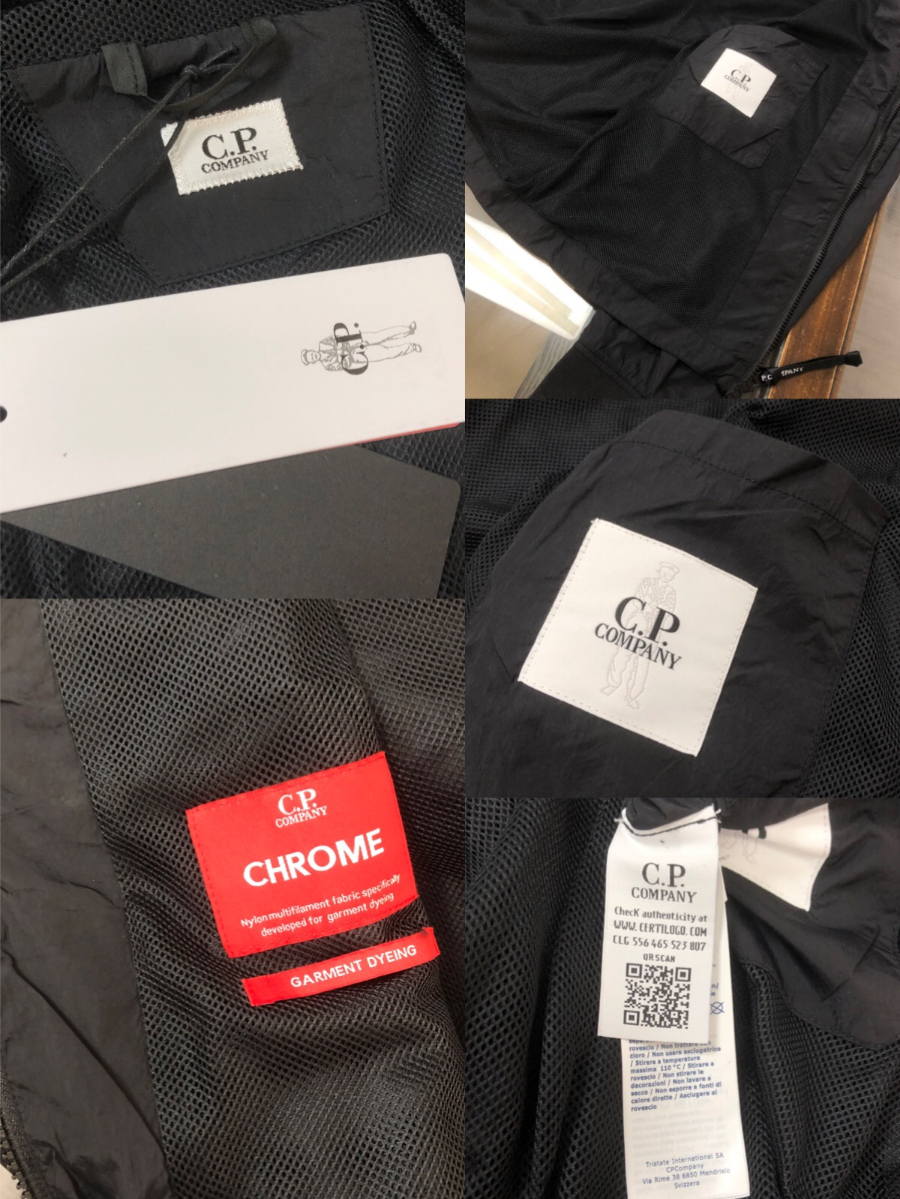 C.P.
COMPANY
C.P.
C.P.
COMPANY
C.P.
COMPANY
C.P.
COMPANY
CHROME
Nylon multifilament fabric specifically
developed for garment dyeing
GARMENT DYEING
C.P.
COMPANY
CHecK authenticity at
WWW.CERTILOGO.COM
CLG 556 465 523 807
QR SCAN
rovescio / Non trattare
cloro / Non usare asciugatrice
/ Stirare a temperatura
massima 110 °C / Stirare a
rovescio / Non stirare le
decorazioni / Non lavare a
secco / Non esporre a fonti di
calore dirette / Asciugare al
rovescio
Tristate International SA
CPCompany
Via Rime 38 6850 Mendrisio
Svizzera